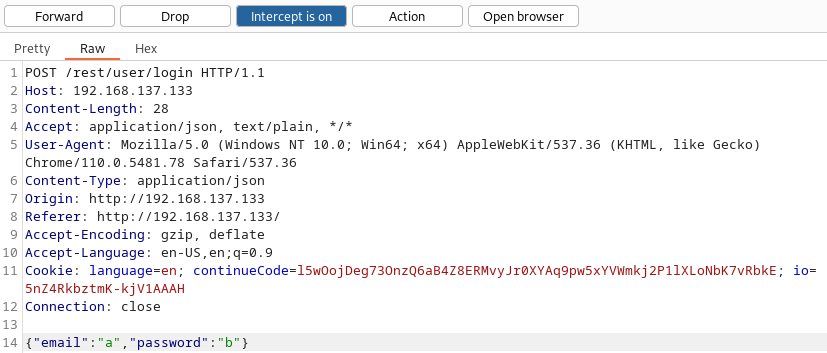 Forward Drop Intercept is on Action Open browser
Pretty Raw Hex
1 POST /rest/user/login HTTP/1.1
2 Host: 192.168.137.133
3 Content-Length: 28
4 Accept: application/json, text/plain, */*
5 User-Agent: Mozilla/5.0 (Windows NT 10.0; Win64; x64) AppleWebKit/537.36 (KHTML, like Gecko)
Chrome/110.0.5481.78 Safari/537.36
6 Content-Type: application/json
7 Origin: http://192.168.137.133
8 Referer: http://192.168.137.133/
9 Accept-Encoding: gzip, deflate
10 Accept-Language: en-US,en;q=0.9
11 Cookie: language=en; continueCode=l5wOojDeg73OnzQ6aB4Z8ERMvyJr0XYAq9pw5xYVWmkj2P1lXLoNbK7vRbkE; io=
5nZ4RkbztmK-kjV1AAAH
12 Connection: close
13
14 {"email":"a","password":"b"}